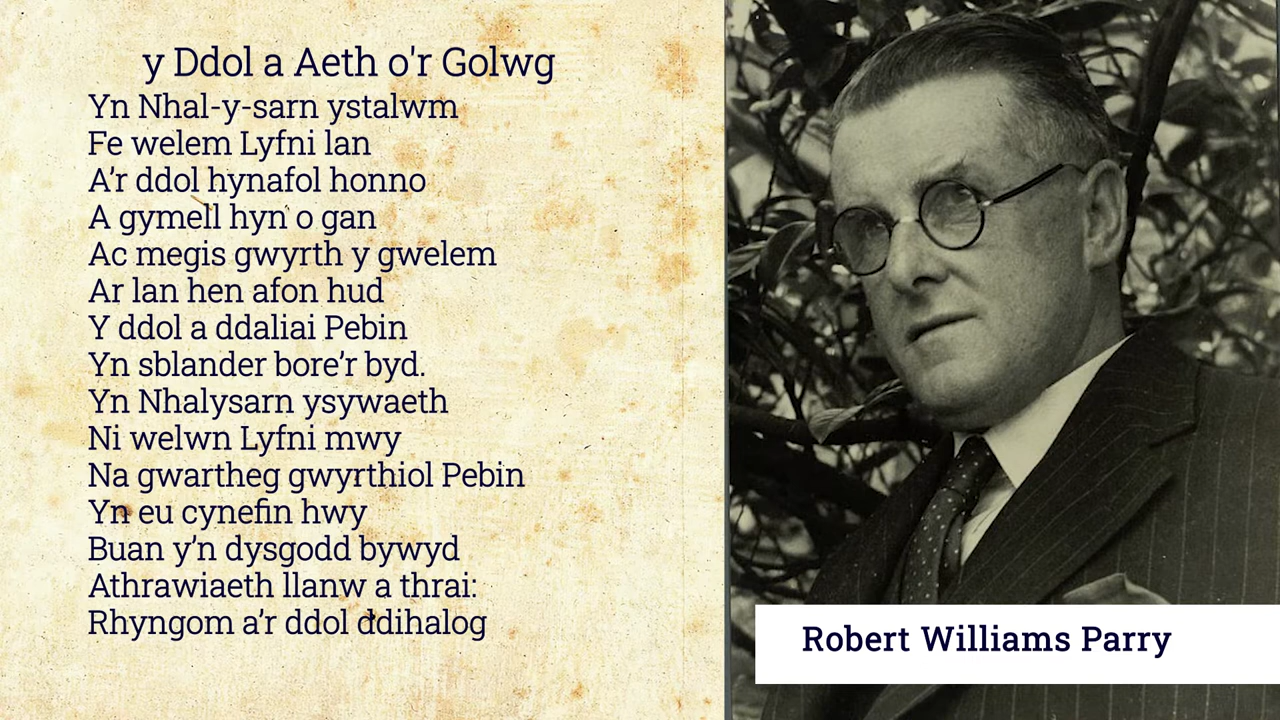 y Ddol a Aeth o'r Golwg
Yn Nhal-y-sarn ystalwm
Fe welem Lyfni lan
A’r ddol hynafol honno
A gymell hyn o gan
Ac megis gwyrth y gwelem
Ar lan hen afon hud
Y ddol a ddaliai Pebin
Yn sblander bore’r byd.
Yn Nhalysarn ysywaeth
Ni welwn Lyfni mwy
Na gwartheg gwyrthiol Pebin
Yn eu cynefin hwy
Buan y’n dysgodd bywyd
Athrawiaeth llanw a thrai:
Rhyngom a’r ddol ddihalog
Robert Williams Parry